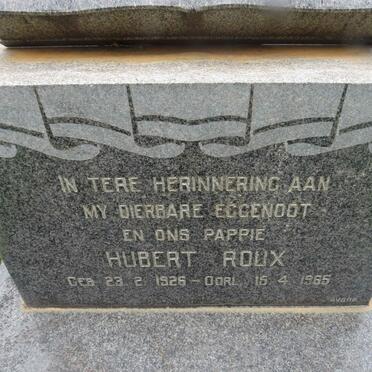 IN TERE HERINNERING AAN
MY DIERBARE EGGENOOT
EN ONS PAPPIE
HUBERT ROUX
GEB. 23. 2. 1926 – OORL. 15. 4. 1965